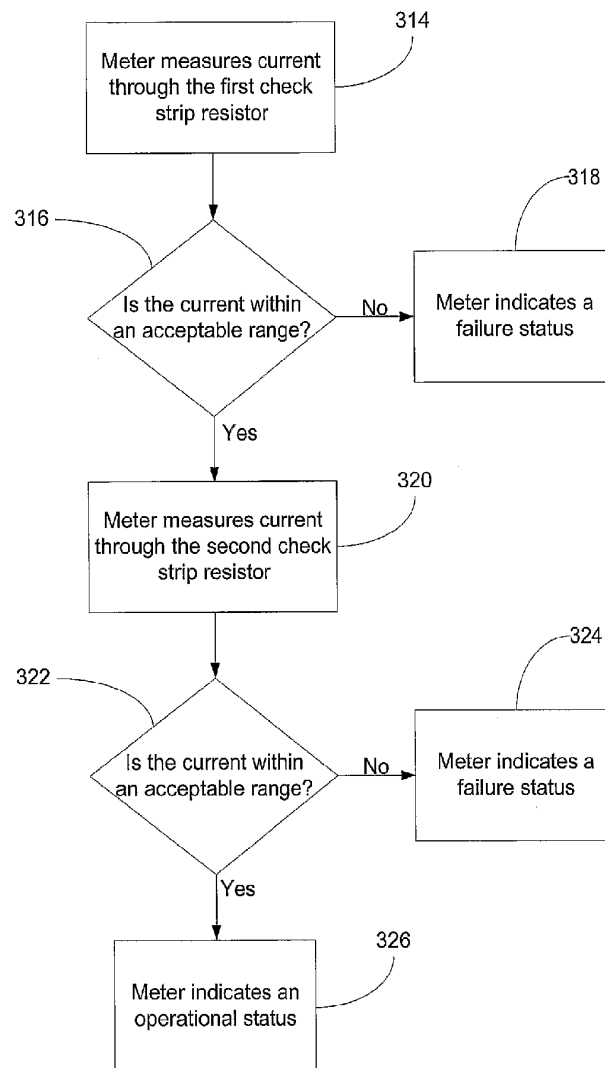 314
Meter measures current
through the first check
strip resistor
316
318
Is the current within
an acceptable range?
No
Meter indicates a
failure status
Yes
320
Meter measures current
through the second check
strip resistor
322
324
Is the current within
an acceptable range?
No
Meter indicates a
failure status
Yes
326
Meter indicates an
operational status